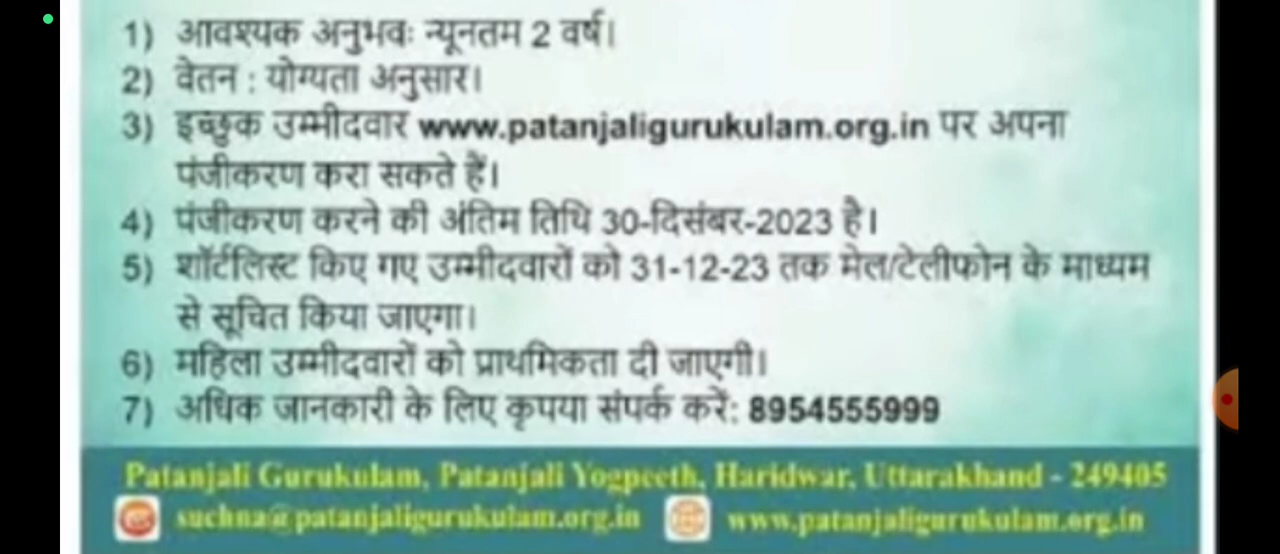 1) आवश्यक अनुभवः न्यूनतम 2 वर्ष।
2) वेतन : योग्यता अनुसार।
3) इच्छुक उम्मीदवार www.patanjaligurukulam.org.in पर अपना
पंजीकरण करा सकते हैं।
4) पंजीकरण करने की अंतिम तिथि 30-दिसंबर-2023 है।
5) शॉर्टलिस्ट किए गए उम्मीदवारों को 31-12-23 तक मेल/टेलीफोन के माध्यम
से सूचित किया जाएगा।
6) महिला उम्मीदवारों को प्राथमिकता दी जाएगी।
7) अधिक जानकारी के लिए कृपया संपर्क करें: 8954555999
Patanjali Gurukulam, Patanjali Yogpeeth, Haridwar, Uttarakhand - 249405
suchna@patanjaligurukulam.org.in www.patanjaligurukulam.org.in